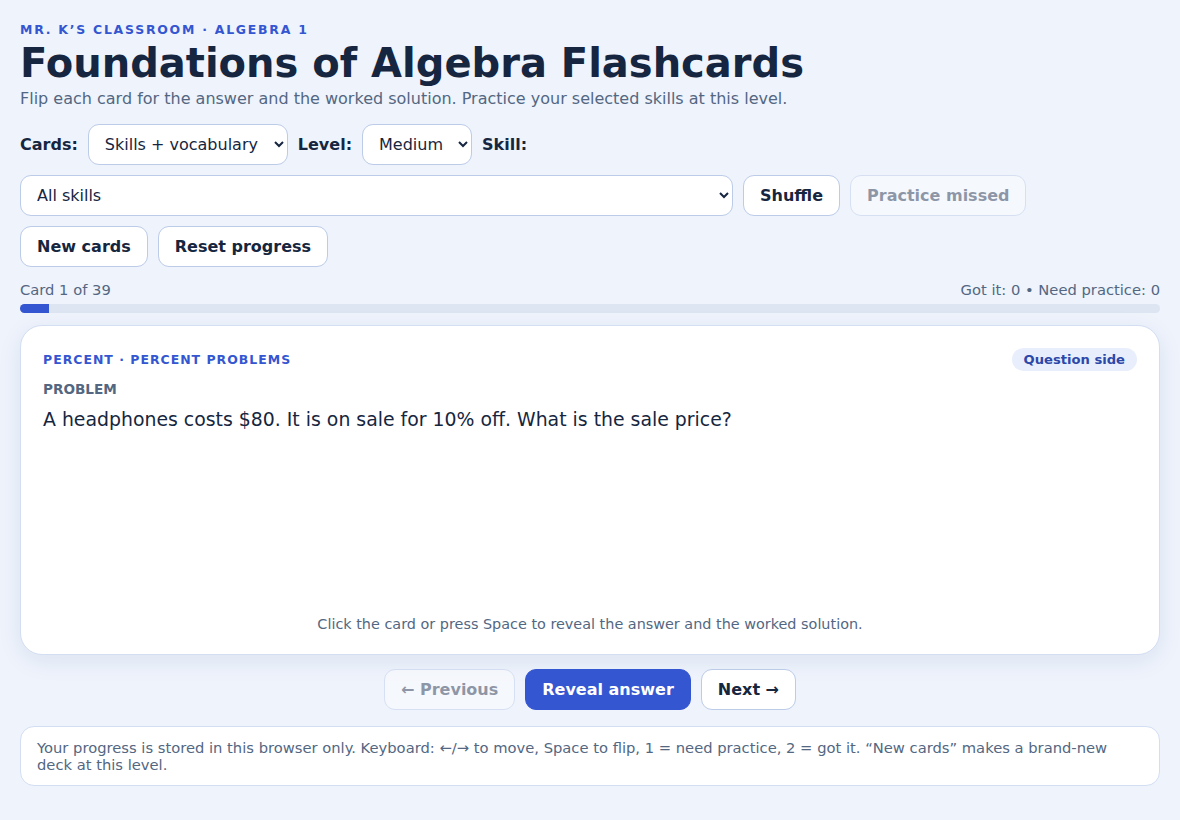 MR. K’S CLASSROOM · ALGEBRA 1
Foundations of Algebra Flashcards
Flip each card for the answer and the worked solution. Practice your selected skills at this level.
Cards: Skills + vocabulary Level: Medium Skill:
All skills Shuffle Practice missed
New cards Reset progress
Card 1 of 39 Got it: 0 • Need practice: 0
PERCENT · PERCENT PROBLEMS Question side
PROBLEM
A headphones costs $80. It is on sale for 10% off. What is the sale price?
Click the card or press Space to reveal the answer and the worked solution.
← Previous Reveal answer Next →
Your progress is stored in this browser only. Keyboard: ←/→ to move, Space to flip, 1 = need practice, 2 = got it. “New cards” makes a brand-new
deck at this level.